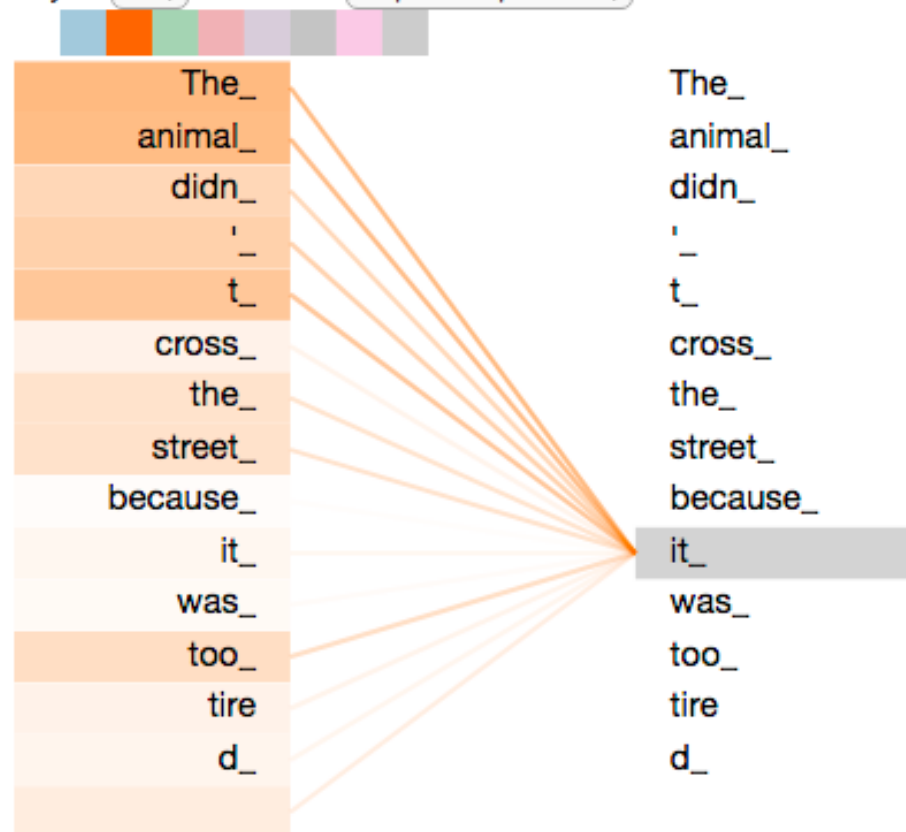 The_ The_
animal_ animal_
didn_ didn_
'_ '_
t_ t_
cross_ cross_
the_ the_
street_ street_
because_ because_
it_ it_
was_ was_
too_ too_
tire tire
d_ d_